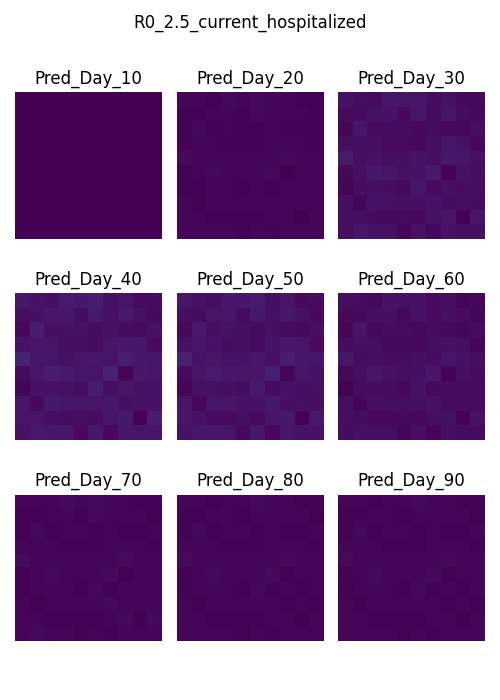 R0_2.5_current_hospitalized
Pred_Day_10 Pred_Day_20 Pred_Day_30
Pred_Day_40 Pred_Day_50 Pred_Day_60
Pred_Day_70 Pred_Day_80 Pred_Day_90